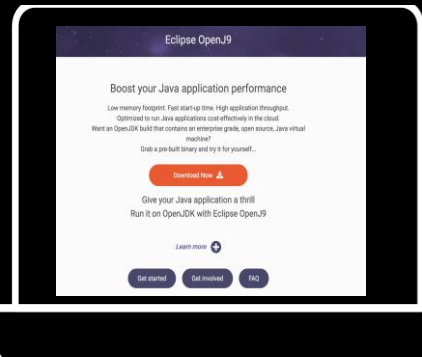 Eclipse OpenJ9
Boost your Java application performance
Low memory footprint. Fast start-up time. High application throughput.
Optimized to run Java applications cost-effectively in the cloud.
Want an OpenJDK build that contains an enterprise grade, open source, Java virtual
machine?
Grab a pre-built binary and try it for yourself...
Download Now
Give your Java application a thrill
Run it on OpenJDK with Eclipse OpenJ9
Learn more
Get started Get involved FAQ